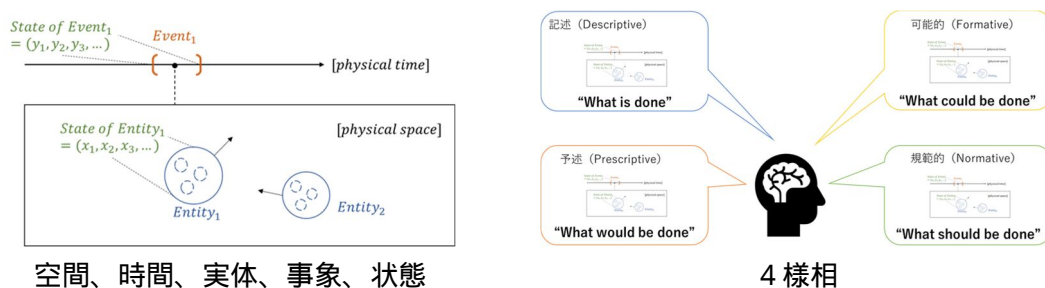 State of Event₁
= (y₁, y₂, y₃, …)
Event₁
[physical time]
State of Entity₁
= (x₁, x₂, x₃, …)
[physical space]
Entity₁
Entity₂
空間、時間、実体、事象、状態
記述（Descriptive）
“What is done”
可能的（Formative）
“What could be done”
予述（Prescriptive）
“What would be done”
規範的（Normative）
“What should be done”
４様相